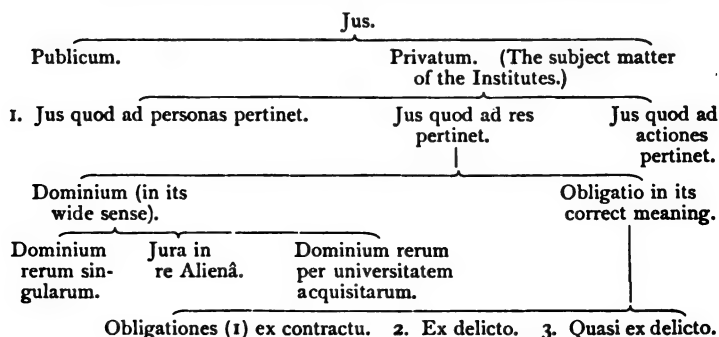 Jus.
Publicum. Privatum. (The subject matter
of the Institutes.)
1. Jus quod ad personas pertinet. Jus quod ad res
pertinet.
Jus quod ad
actiones
pertinet.
Dominium (in its
wide sense).
Obligatio in its
correct meaning.
Dominium
rerum sin-
gularum.
Jura in
re Alienâ.
Dominium rerum
per universitatem
acquisitarum.
Obligationes (1) ex contractu. 2. Ex delicto. 3. Quasi ex delicto.